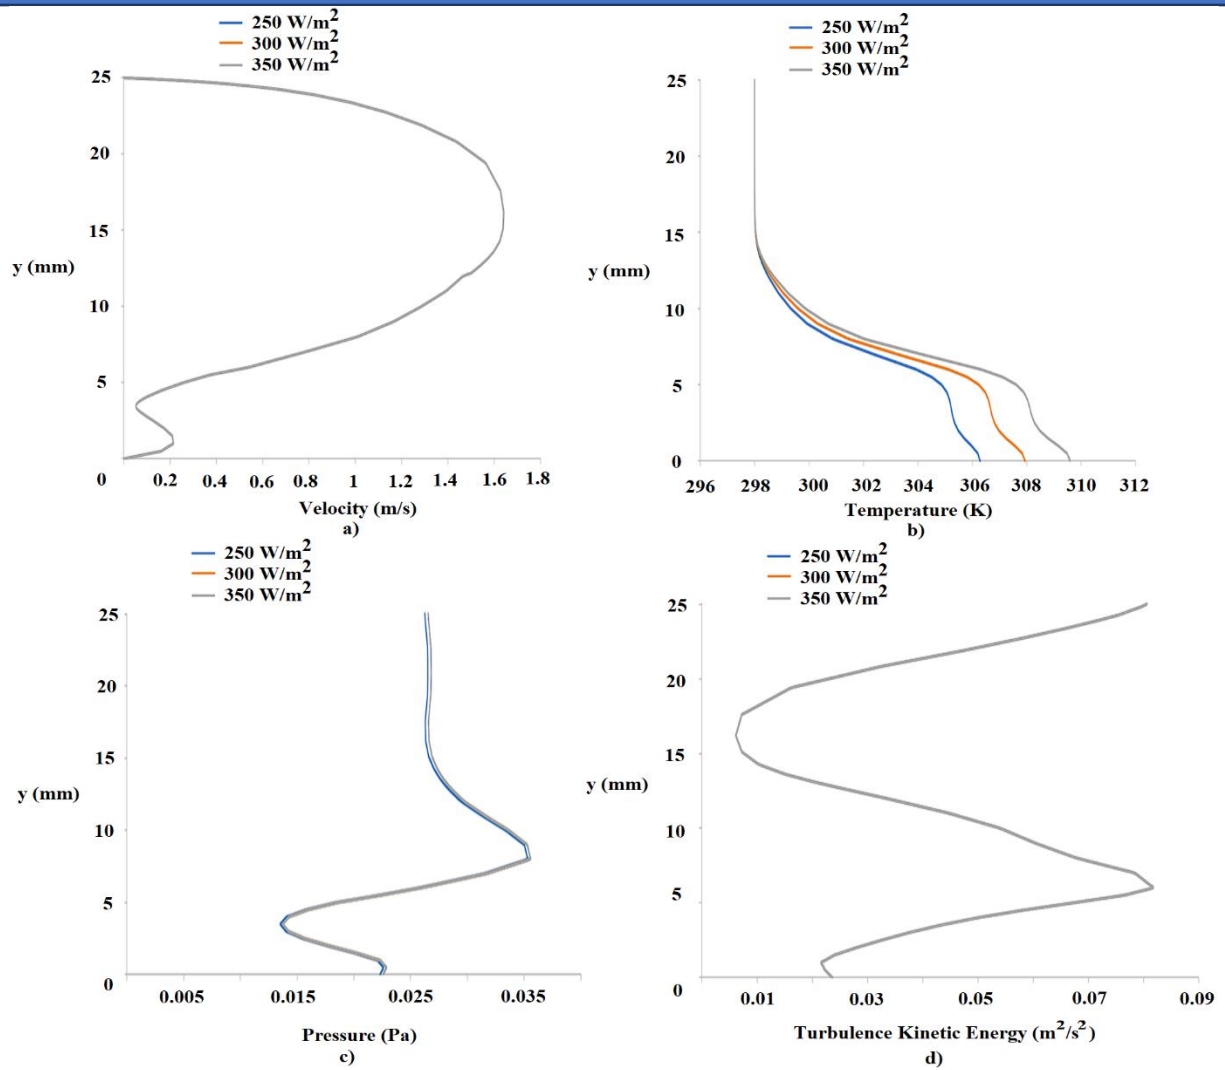 250 W/m²
300 W/m²
350 W/m²
25
20
15
y (mm)
10
5
0
0.2 0.4 0.6 0.8 1 1.2 1.4 1.6 1.8
Velocity (m/s)
a)
250 W/m²
300 W/m²
350 W/m²
25
20
15
y (mm)
10
5
0
296 298 300 302 304 306 308 310 312
Temperature (K)
b)
250 W/m²
300 W/m²
350 W/m²
25
20
15
y (mm)
10
5
0
0.005 0.015 0.025 0.035
Pressure (Pa)
c)
250 W/m²
300 W/m²
350 W/m²
25
20
15
y (mm)
10
5
0
0.01 0.03 0.05 0.07 0.09
Turbulence Kinetic Energy (m²/s²)
d)